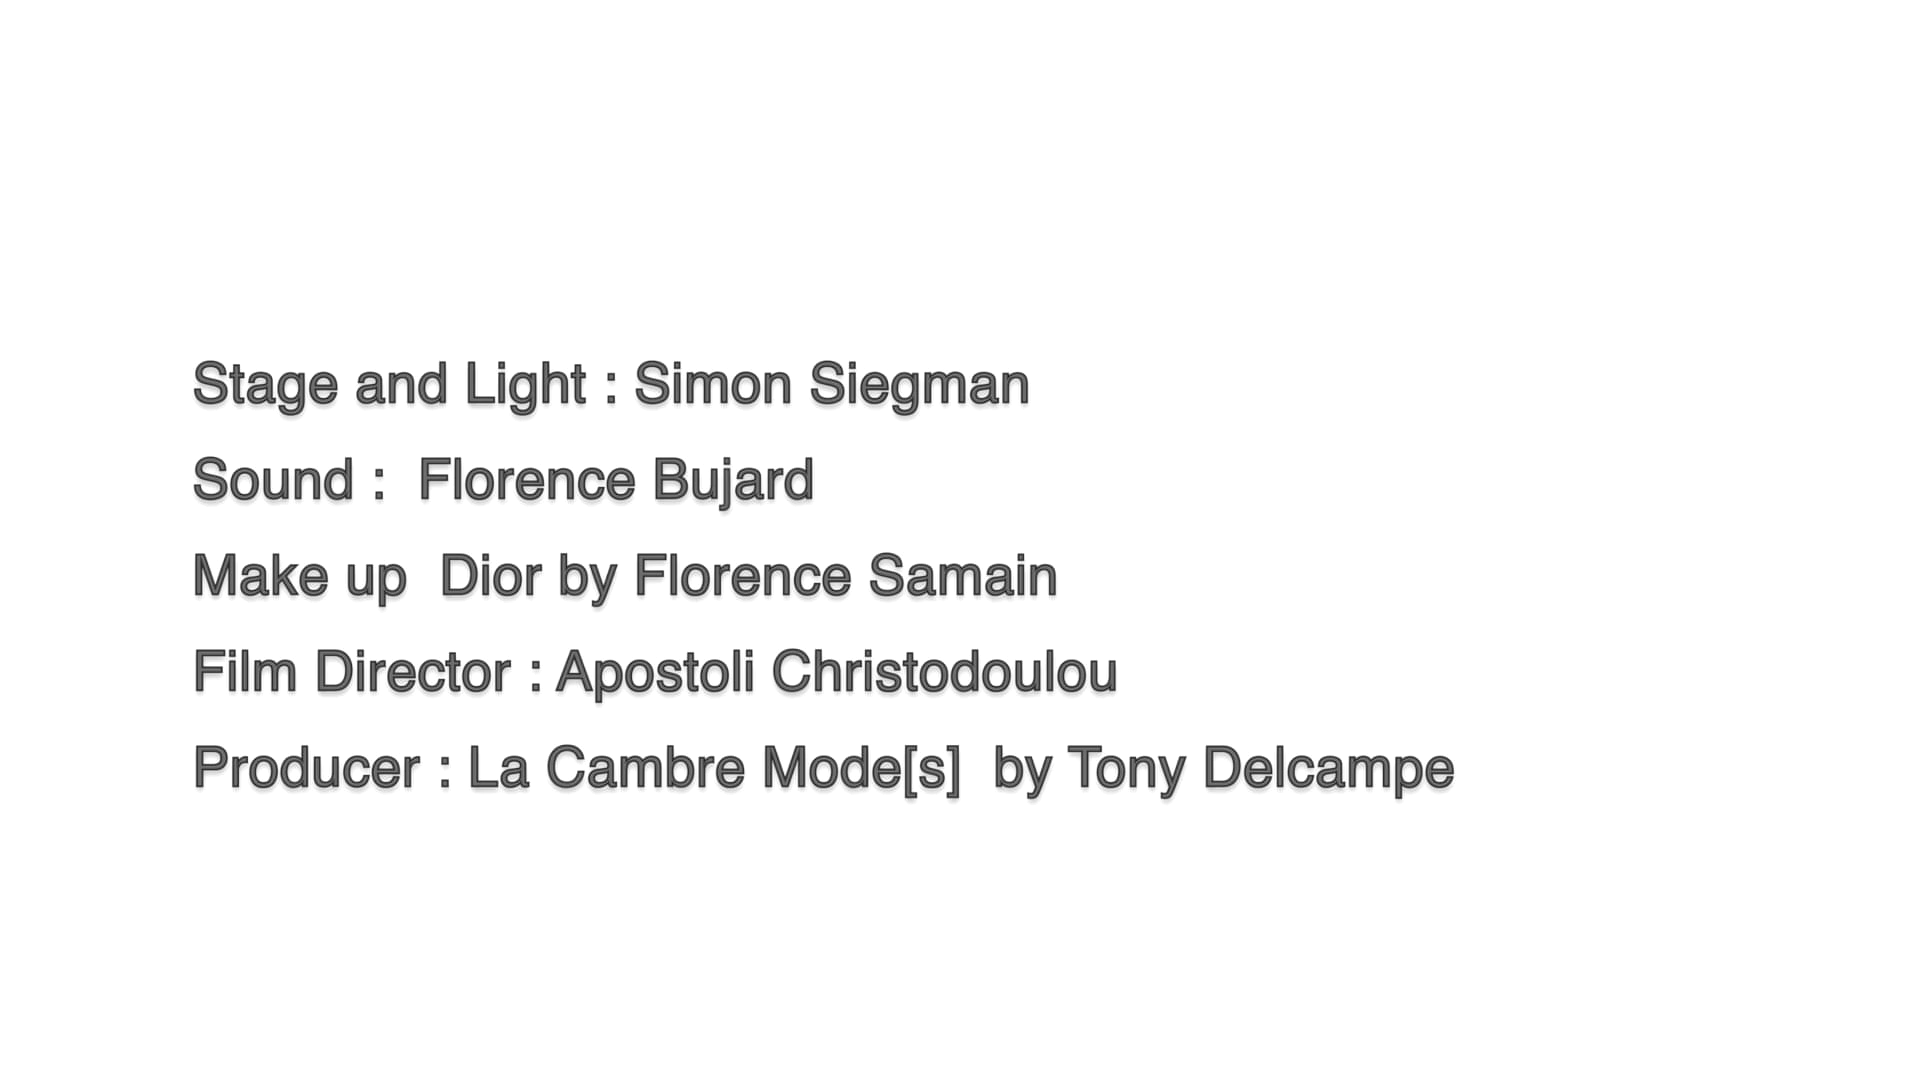 Stage and Light : Simon Siegman
Sound :  Florence Bujard
Make up  Dior by Florence Samain
Film Director : Apostoli Christodoulou
Producer : La Cambre Mode[s]  by Tony Delcampe